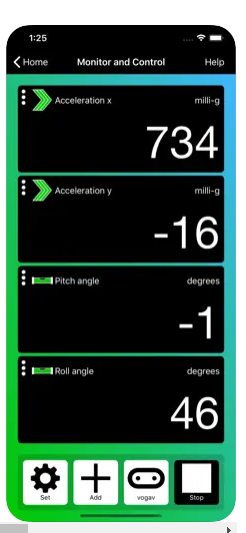 1:25
Home Monitor and Control Help
Acceleration x milli-g
734
Acceleration y milli-g
-16
Pitch angle degrees
-1
Roll angle degrees
46
Set Add vogav Stop